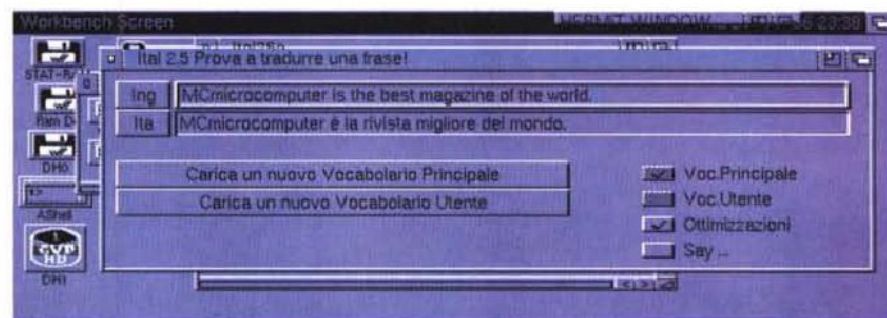 Workbench Screen
Ital 2.5 Prova a tradurre una frase!
Ing MCmicrocomputer is the best magazine of the world.
Ita MCmicrocomputer è la rivista migliore del mondo.
Carica un nuovo Vocabolario Principale
Carica un nuovo Vocabolario Utente
Voc.Principale
Voc.Utente
Ottimizzazioni
Say ...
DH0
AShell
GVP
HD
DH1